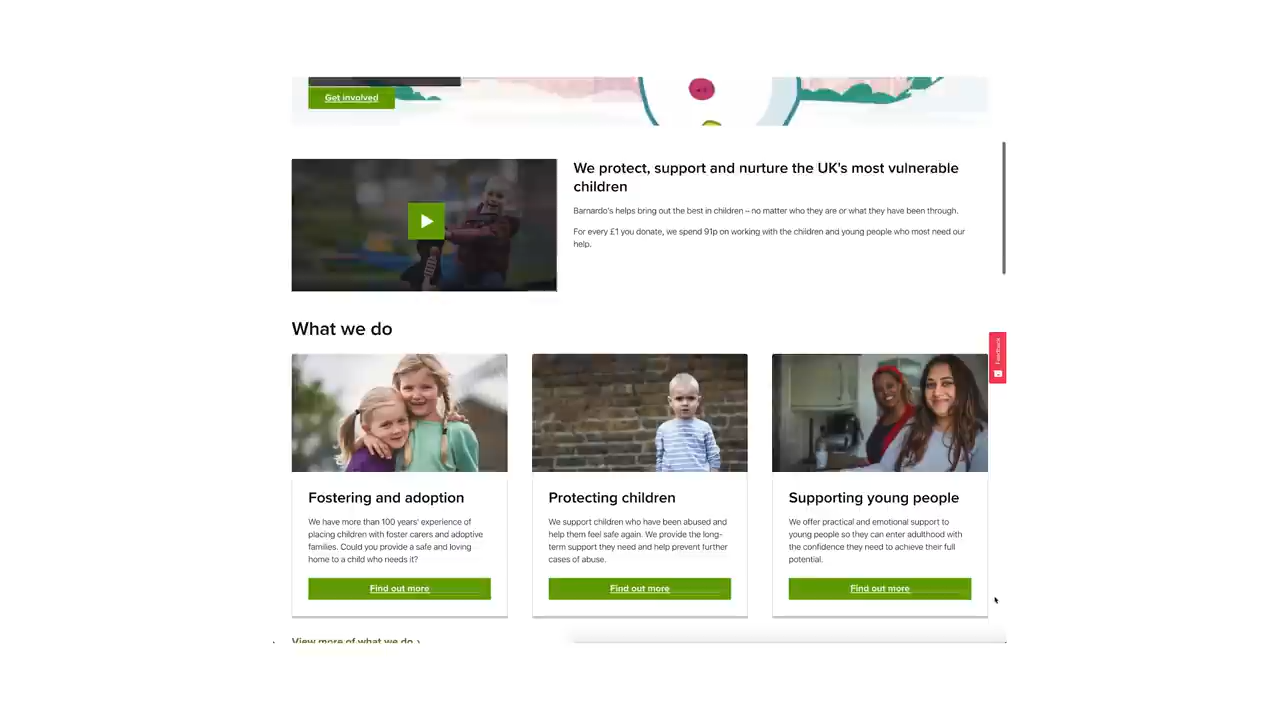 Get involved
We protect, support and nurture the UK's most vulnerable
children
Barnardo's helps bring out the best in children – no matter who they are or what they have been through.
For every £1 you donate, we spend 91p on working with the children and young people who most need our
help.
What we do
Feedback
Fostering and adoption
We have more than 100 years' experience of
placing children with foster carers and adoptive
families. Could you provide a safe and loving
home to a child who needs it?
Find out more
Protecting children
We support children who have been abused and
help them feel safe again. We provide the long-
term support they need and help prevent further
cases of abuse.
Find out more
Supporting young people
We offer practical and emotional support to
young people so they can enter adulthood with
the confidence they need to achieve their full
potential.
Find out more
View more of what we do ›